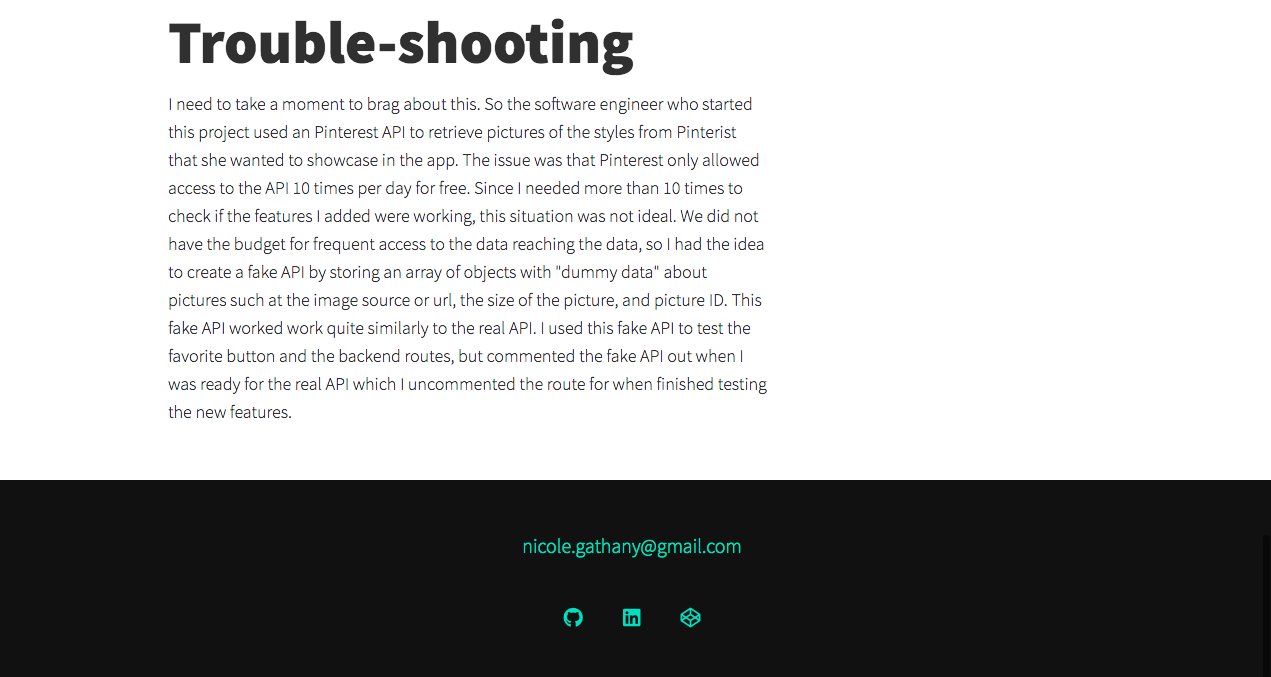 Trouble-shooting
I need to take a moment to brag about this. So the software engineer who started
this project used an Pinterest API to retrieve pictures of the styles from Pinterist
that she wanted to showcase in the app. The issue was that Pinterest only allowed
access to the API 10 times per day for free. Since I needed more than 10 times to
check if the features I added were working, this situation was not ideal. We did not
have the budget for frequent access to the data reaching the data, so I had the idea
to create a fake API by storing an array of objects with "dummy data" about
pictures such at the image source or url, the size of the picture, and picture ID. This
fake API worked work quite similarly to the real API. I used this fake API to test the
favorite button and the backend routes, but commented the fake API out when I
was ready for the real API which I uncommented the route for when finished testing
the new features.
nicole.gathany@gmail.com
in